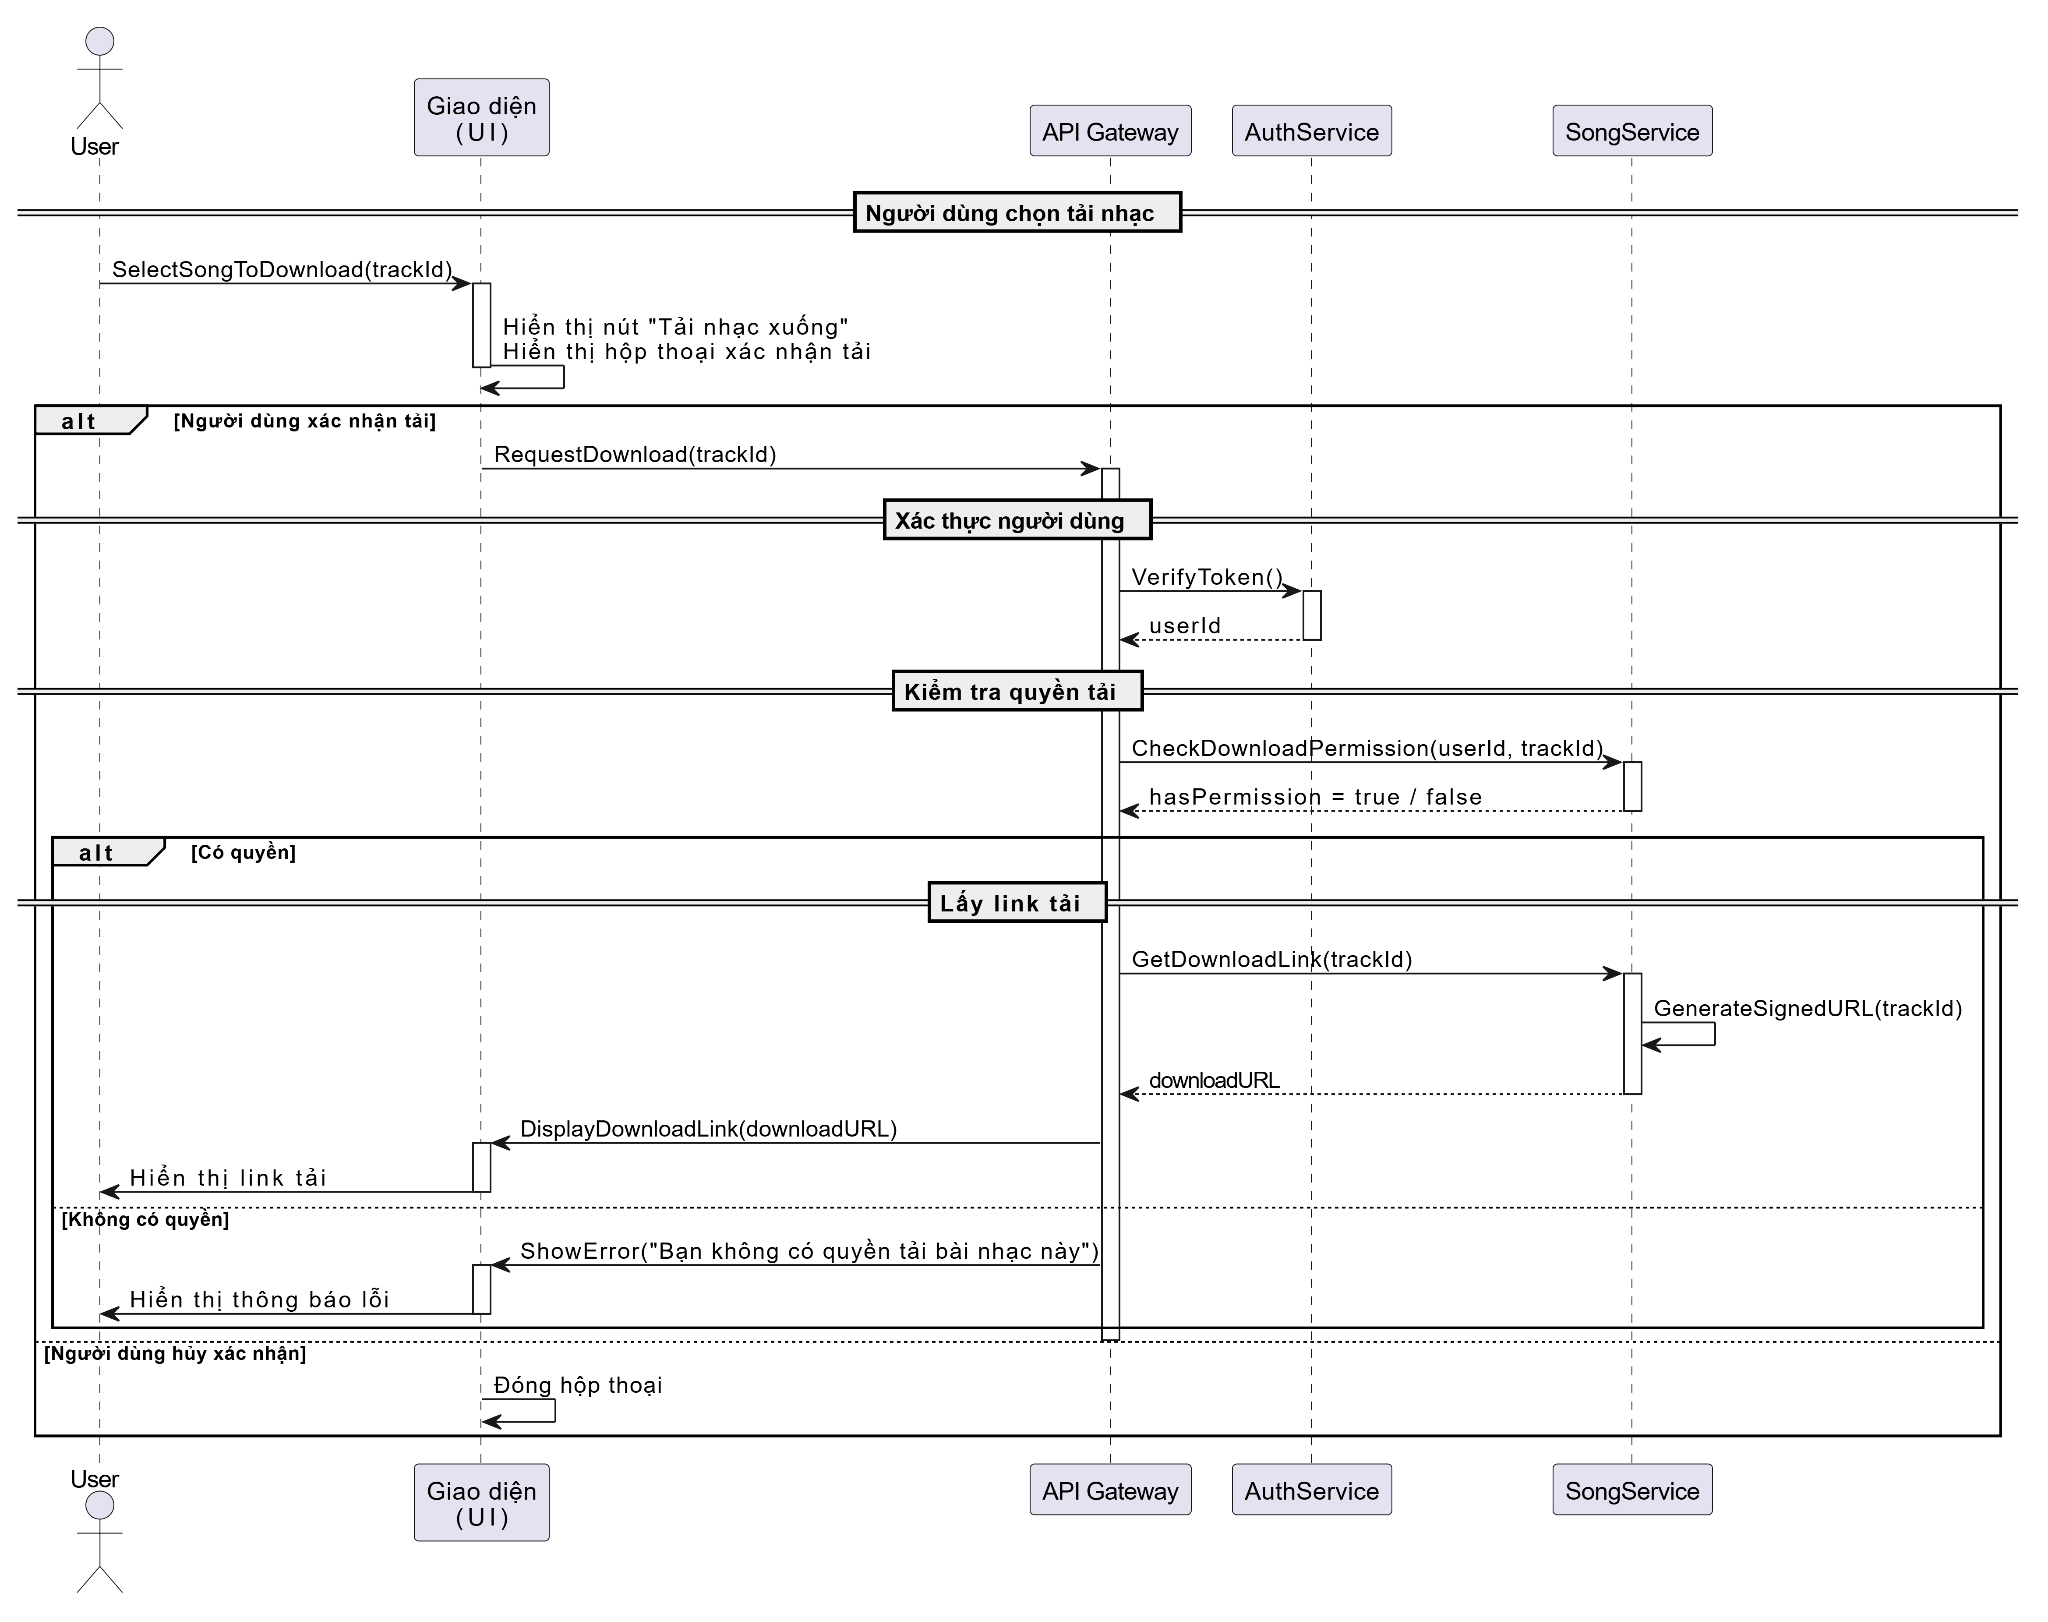 User
Giao diện
(UI)
API Gateway
AuthService
SongService
Người dùng chọn tải nhạc
SelectSongToDownload(trackId)
Hiển thị nút "Tải nhạc xuống"
Hiển thị hộp thoại xác nhận tải
alt
[Người dùng xác nhận tải]
RequestDownload(trackId)
Xác thực người dùng
VerifyToken()
userId
Kiểm tra quyền tải
CheckDownloadPermission(userId, trackId)
hasPermission = true / false
alt
[Có quyền]
Lấy link tải
GetDownloadLink(trackId)
GenerateSignedURL(trackId)
downloadURL
DisplayDownloadLink(downloadURL)
Hiển thị link tải
[Không có quyền]
ShowError("Bạn không có quyền tải bài nhạc này")
Hiển thị thông báo lỗi
[Người dùng hủy xác nhận]
Đóng hộp thoại
User
Giao diện
(UI)
API Gateway
AuthService
SongService